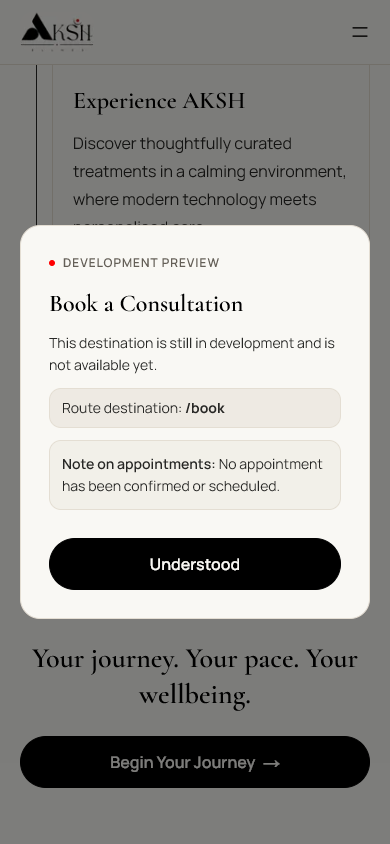 AKSH
Experience AKSH
Discover thoughtfully curated
treatments in a calming environment,
where modern technology meets
personalised care
DEVELOPMENT PREVIEW
Book a Consultation
This destination is still in development and is
not available yet.
Route destination: /book
Note on appointments: No appointment
has been confirmed or scheduled.
Understood
Your journey. Your pace. Your
wellbeing.
Begin Your Journey →